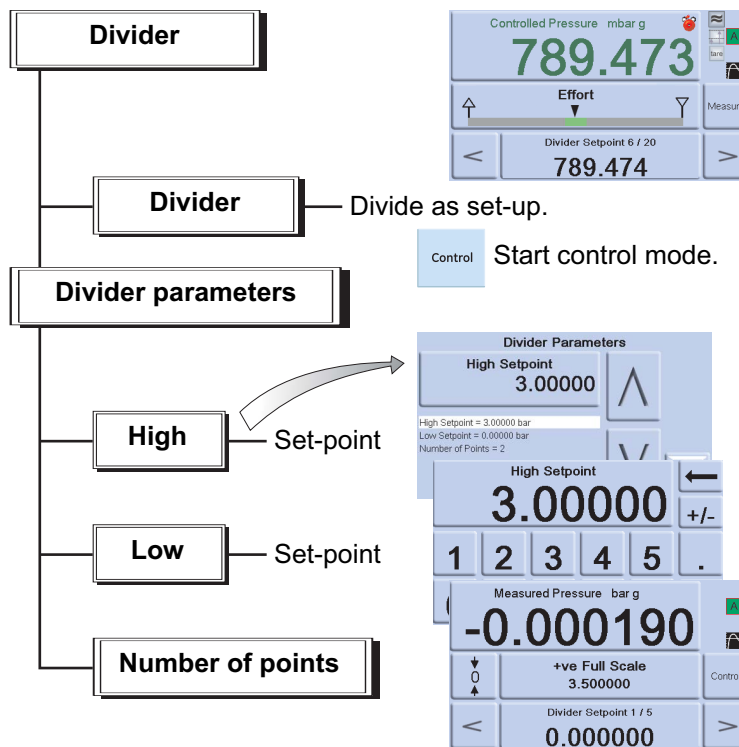 Divider
Controlled Pressure mbar g
789.473
tare
A
Effort
Measur
Divider Setpoint 6 / 20
< 789.474 >
Divider
Divide as set-up.
Control
Start control mode.
Divider parameters
Divider Parameters
High Setpoint
3.00000
High Setpoint = 3.00000 bar
Low Setpoint = 0.00000 bar
Number of Points = 2
High
Set-point
High Setpoint
3.00000
+/-
1 2 3 4 5 .
Low
Set-point
Measured Pressure bar g
-0.000190
A
Number of points
0
+ve Full Scale
3.500000
Contro
Divider Setpoint 1 / 5
< 0.000000 >